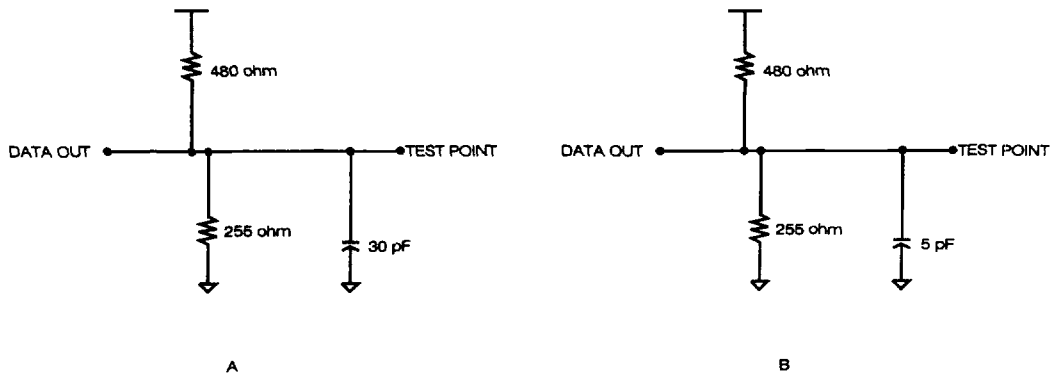 480 ohm
DATA OUT
TEST POINT
255 ohm
30 pF
A
480 ohm
DATA OUT
TEST POINT
255 ohm
5 pF
B